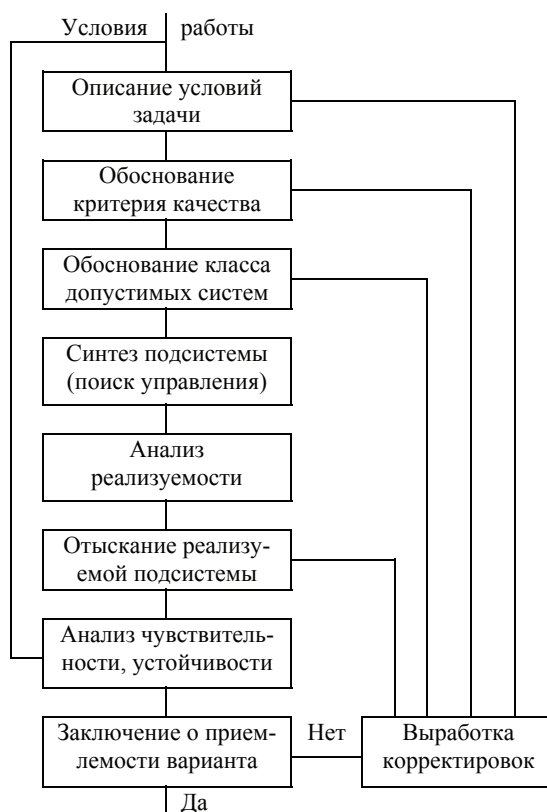 Условия работы
Описание условий
задачи
Обоснование
критерия качества
Обоснование класса
допустимых систем
Синтез подсистемы
(поиск управления)
Анализ
реализуемости
Отыскание реализу-
емой подсистемы
Анализ чувствитель-
ности, устойчивости
Заключение о прием-
лемости варианта
Нет
Выработка
корректировок
Да